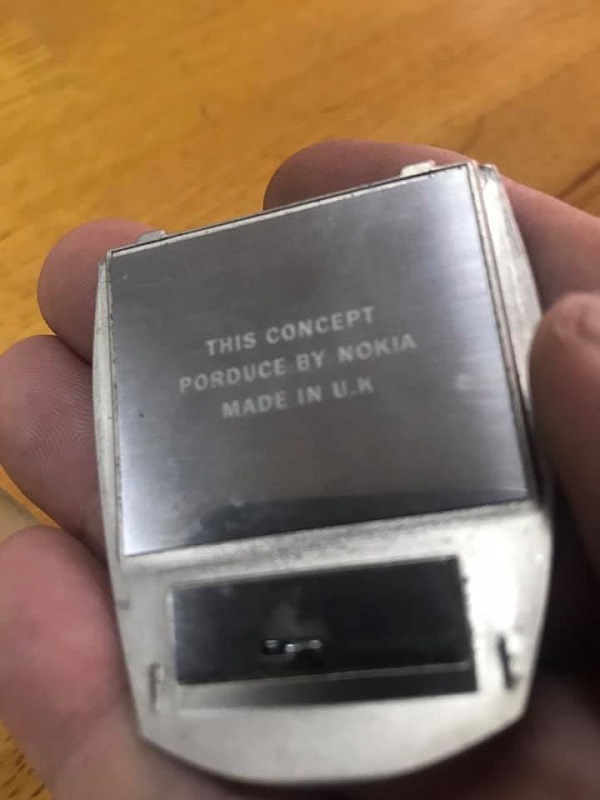 THIS CONCEPT
PORDUCE BY NOKIA
MADE IN U.K